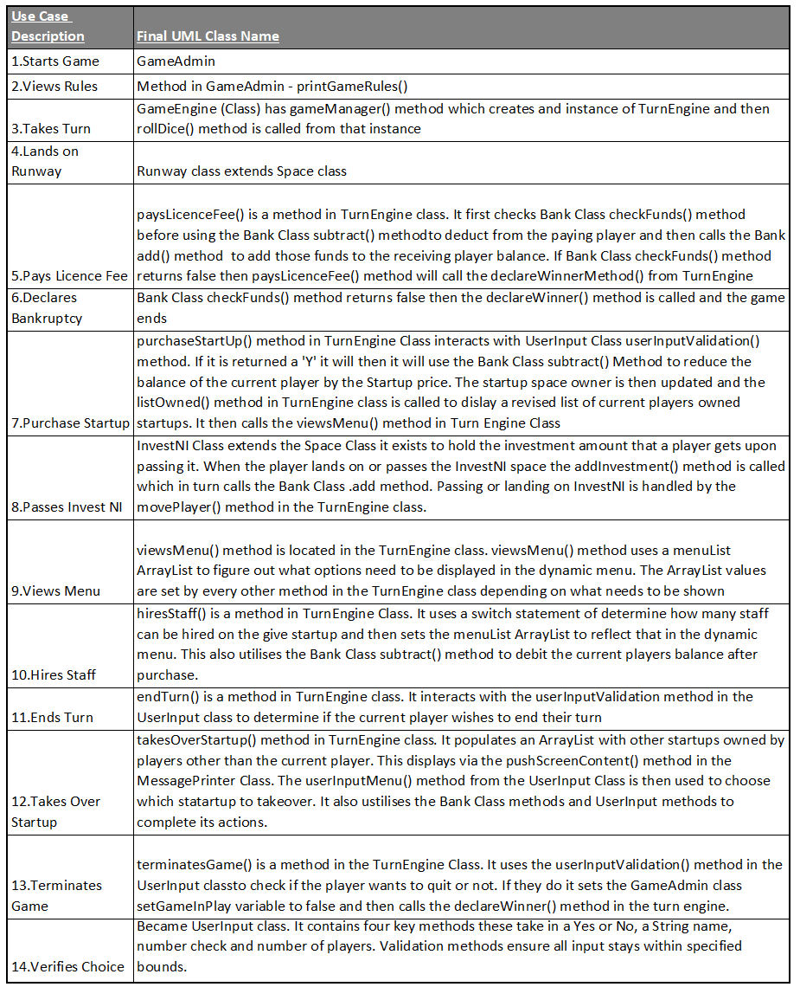 Use Case
Description
Final UML Class Name
1.Starts Game
GameAdmin
2.Views Rules
Method in GameAdmin - printGameRules()
3.Takes Turn
GameEngine (Class) has gameManager() method which creates and instance of TurnEngine and then
rollDice() method is called from that instance
4.Lands on
Runway
Runway class extends Space class
5.Pays Licence Fee
paysLicenceFee() is a method in TurnEngine class. It first checks Bank Class checkFunds() method
before using the Bank Class subtract() methodto deduct from the paying player and then calls the Bank
add() method  to add those funds to the receiving player balance. If Bank Class checkFunds() method
returns false then paysLicenceFee() method will call the declareWinnerMethod() from TurnEngine
6.Declares
Bankruptcy
Bank Class checkFunds() method returns false then the declareWinner() method is called and the game
ends
7.Purchase Startup
purchaseStartUp() method in TurnEngine Class interacts with UserInput Class userInputValidation()
method. If it is returned a 'Y' it will then it will use the Bank Class subtract() Method to reduce the
balance of the current player by the Startup price. The startup space owner is then updated and the
listOwned() method in TurnEngine class is called to dislay a revised list of current players owned
startups. It then calls the viewsMenu() method in Turn Engine Class
8.Passes Invest NI
InvestNI Class extends the Space Class it exists to hold the investment amount that a player gets upon
passing it. When the player lands on or passes the InvestNI space the addInvestment() method is called
which in turn calls the Bank Class .add method. Passing or landing on InvestNI is handled by the
movePlayer() method in the TurnEngine class.
9.Views Menu
viewsMenu() method is located in the TurnEngine class. viewsMenu() method uses a menuList
ArrayList to figure out what options need to be displayed in the dynamic menu. The ArrayList values
are set by every other method in the TurnEngine class depending on what needs to be shown
10.Hires Staff
hiresStaff() is a method in TurnEngine Class. It uses a switch statement of determine how many staff
can be hired on the give startup and then sets the menuList ArrayList to reflect that in the dynamic
menu. This also utilises the Bank Class subtract() method to debit the current players balance after
purchase.
11.Ends Turn
endTurn() is a method in TurnEngine class. It interacts with the userInputValidation method in the
UserInput class to determine if the current player wishes to end their turn
12.Takes Over
Startup
takesOverStartup() method in TurnEngine class. It populates an ArrayList with other startups owned by
players other than the current player. This displays via the pushScreenContent() method in the
MessagePrinter Class. The userInputMenu() method from the UserInput Class is then used to choose
which statartup to takeover. It also ustilises the Bank Class methods and UserInput methods to
complete its actions.
13.Terminates
Game
terminatesGame() is a method in the TurnEngine Class. It uses the userInputValidation() method in the
UserInput classto check if the player wants to quit or not. If they do it sets the GameAdmin class
setGameInPlay variable to false and then calls the declareWinner() method in the turn engine.
14.Verifies Choice
Became UserInput class. It contains four key methods these take in a Yes or No, a String name,
number check and number of players. Validation methods ensure all input stays within specified
bounds.